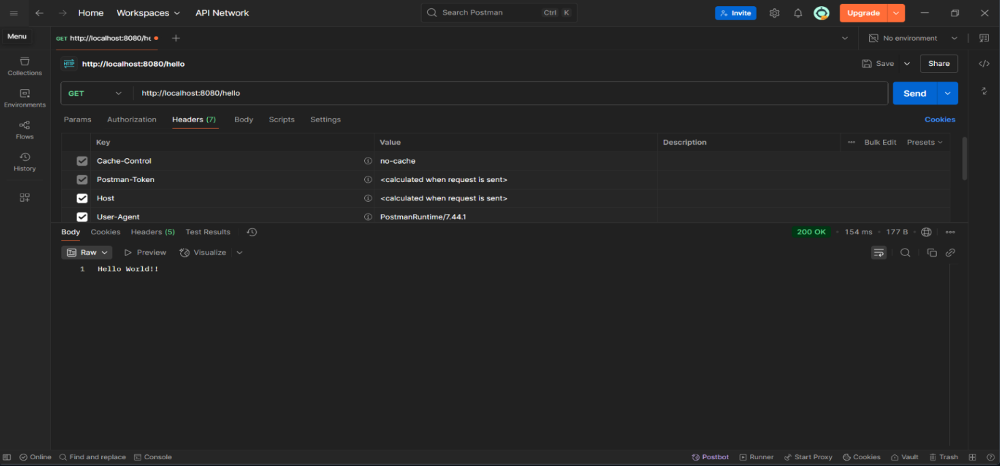 Home Workspaces API Network Search Postman Ctrl K Invite Upgrade
Menu
GET http://localhost:8080/he No environment
HTTP http://localhost:8080/hello Save Share
Collections
GET http://localhost:8080/hello Send
Environments
Params Authorization Headers (7) Body Scripts Settings Cookies
Flows
Key Value Description Bulk Edit Presets
History
Cache-Control no-cache
Postman-Token <calculated when request is sent>
Host <calculated when request is sent>
User-Agent PostmanRuntime/7.44.1
Body Cookies Headers (5) Test Results 200 OK • 154 ms • 177 B •
Raw Preview Visualize
1 Hello World!!
Online Find and replace Console Postbot Runner Start Proxy Cookies Vault Trash